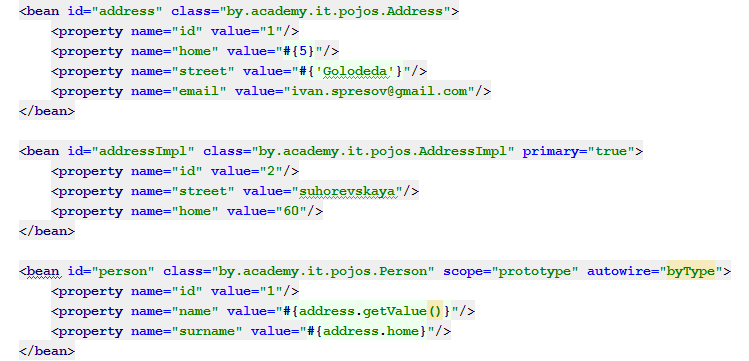 <bean id="address" class="by.academy.it.pojos.Address">
<property name="id" value="1"/>
<property name="home" value="#{5}"/>
<property name="street" value="#{'Golodeda'}"/>
<property name="email" value="ivan.spresov@gmail.com"/>
</bean>
<bean id="addressImpl" class="by.academy.it.pojos.AddressImpl" primary="true">
<property name="id" value="2"/>
<property name="street" value="suhorevskaya"/>
<property name="home" value="60"/>
</bean>
<bean id="person" class="by.academy.it.pojos.Person" scope="prototype" autowire="byType">
<property name="id" value="1"/>
<property name="name" value="#{address.getValue()}"/>
<property name="surname" value="#{address.home}"/>
</bean>